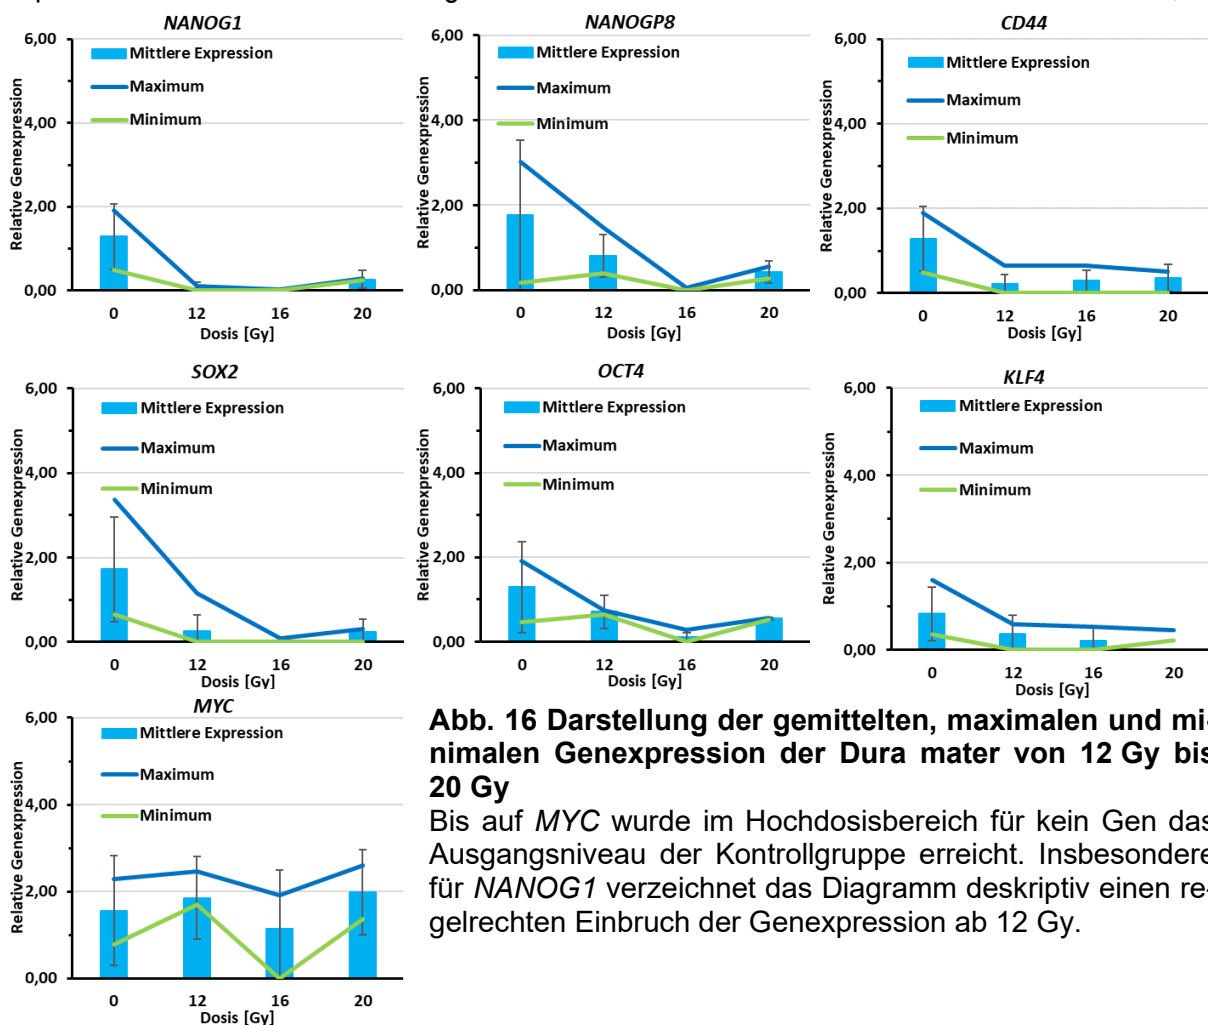 NANOG1
6,00
4,00
2,00
0,00
Relative Genexpression
Mittlere Expression
Maximum
Minimum
0 12 16 20
Dosis [Gy]
NANOGP8
6,00
4,00
2,00
0,00
Relative Genexpression
Mittlere Expression
Maximum
Minimum
0 12 16 20
Dosis [Gy]
CD44
6,00
4,00
2,00
0,00
Relative Genexpression
Mittlere Expression
Maximum
Minimum
0 12 16 20
Dosis [Gy]
SOX2
6,00
4,00
2,00
0,00
Relative Genexpression
Mittlere Expression
Maximum
Minimum
0 12 16 20
Dosis [Gy]
OCT4
6,00
4,00
2,00
0,00
Relative Genexpression
Mittlere Expression
Maximum
Minimum
0 12 16 20
Dosis [Gy]
KLF4
6,00
4,00
2,00
0,00
Relative Genexpression
Mittlere Expression
Maximum
Minimum
0 12 16 20
Dosis [Gy]
MYC
6,00
4,00
2,00
0,00
Relative Genexpression
Mittlere Expression
Maximum
Minimum
0 12 16 20
Dosis [Gy]
Abb. 16 Darstellung der gemittelten, maximalen und mi-
nimalen Genexpression der Dura mater von 12 Gy bis
20 Gy
Bis auf MYC wurde im Hochdosisbereich für kein Gen das
Ausgangsniveau der Kontrollgruppe erreicht. Insbesondere
für NANOG1 verzeichnet das Diagramm deskriptiv einen re-
gelrechten Einbruch der Genexpression ab 12 Gy.